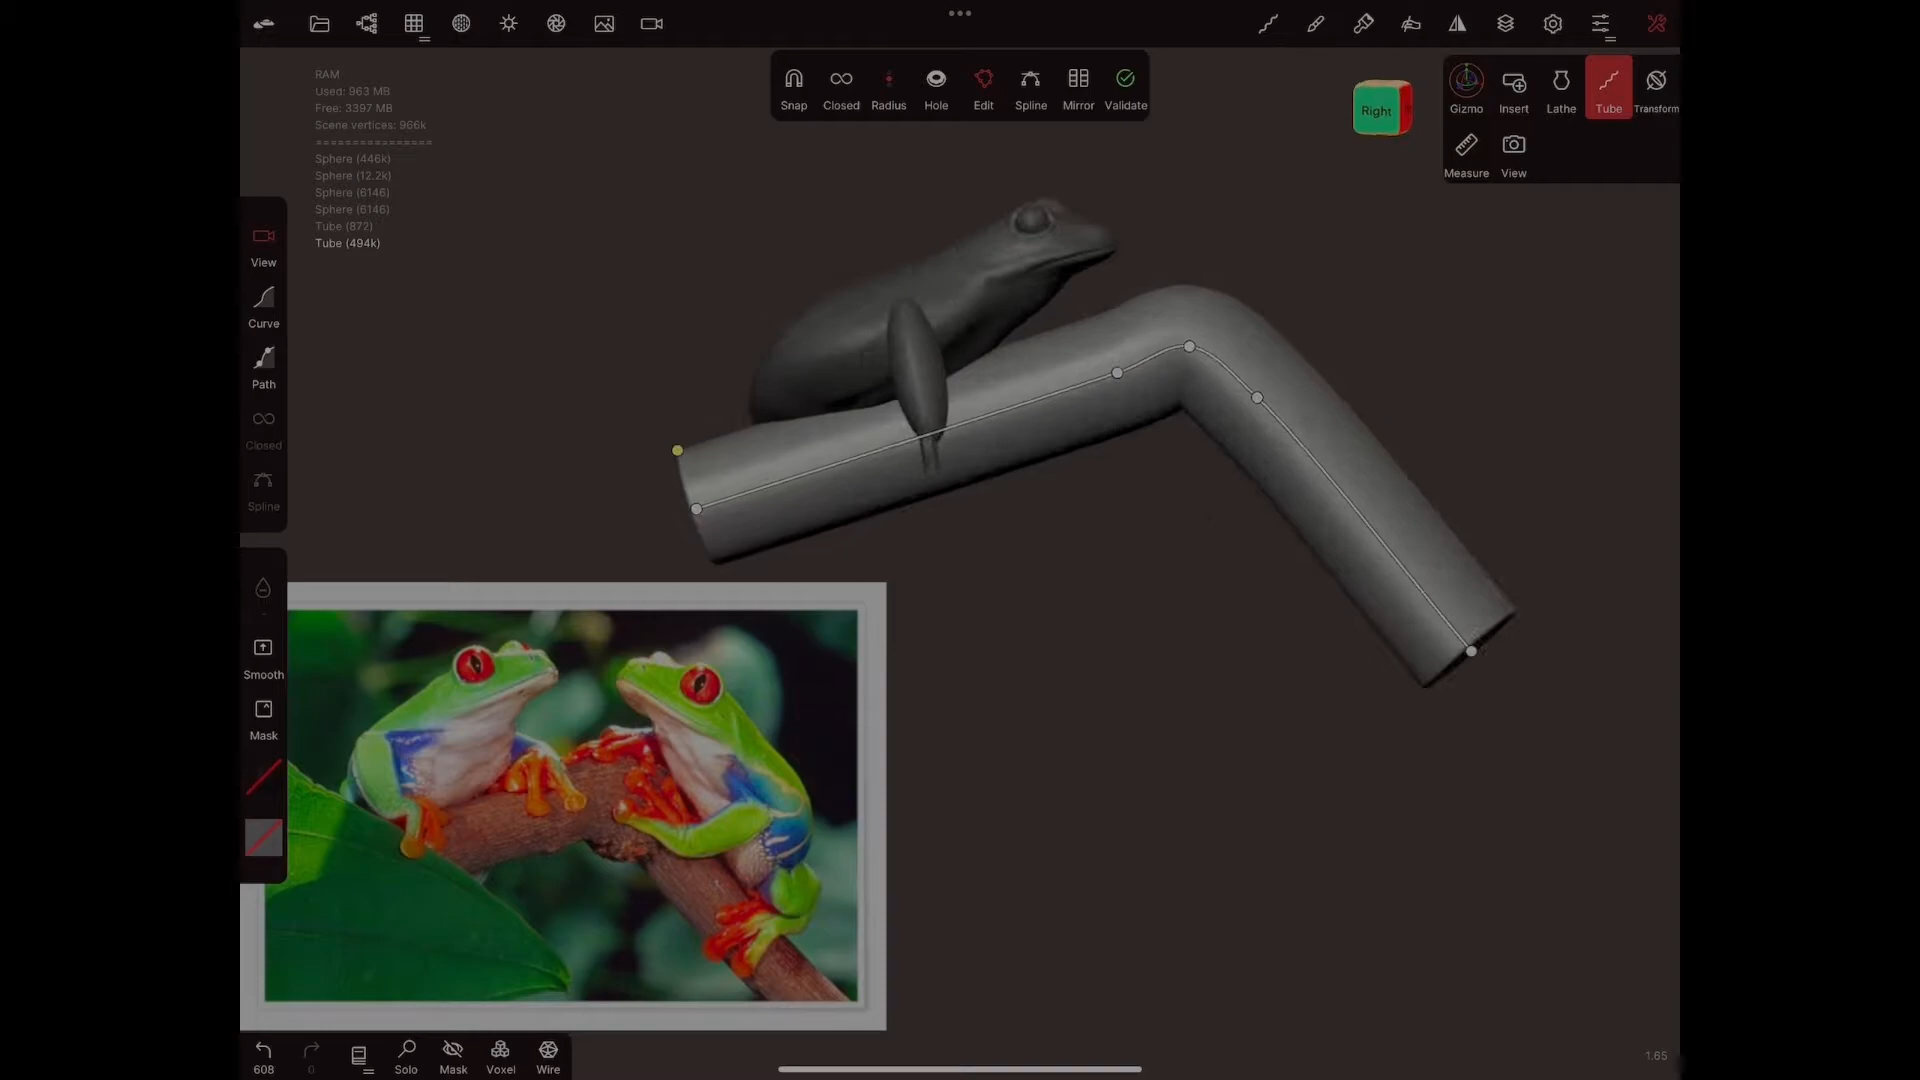 RAM
Used: 963 MB
Free: 3397 MB
Scene vertices: 966k
================
Sphere (446k)
Sphere (12.2k)
Sphere (6146)
Sphere (6146)
Tube (872)
Tube (494k)
Snap Closed Radius Hole Edit Spline Mirror Validate
Right
Gizmo Insert Lathe Tube Transform
Measure View
View
Curve
Path
Closed
Spline
Smooth
Mask
608 0 Solo Mask Voxel Wire
1.65